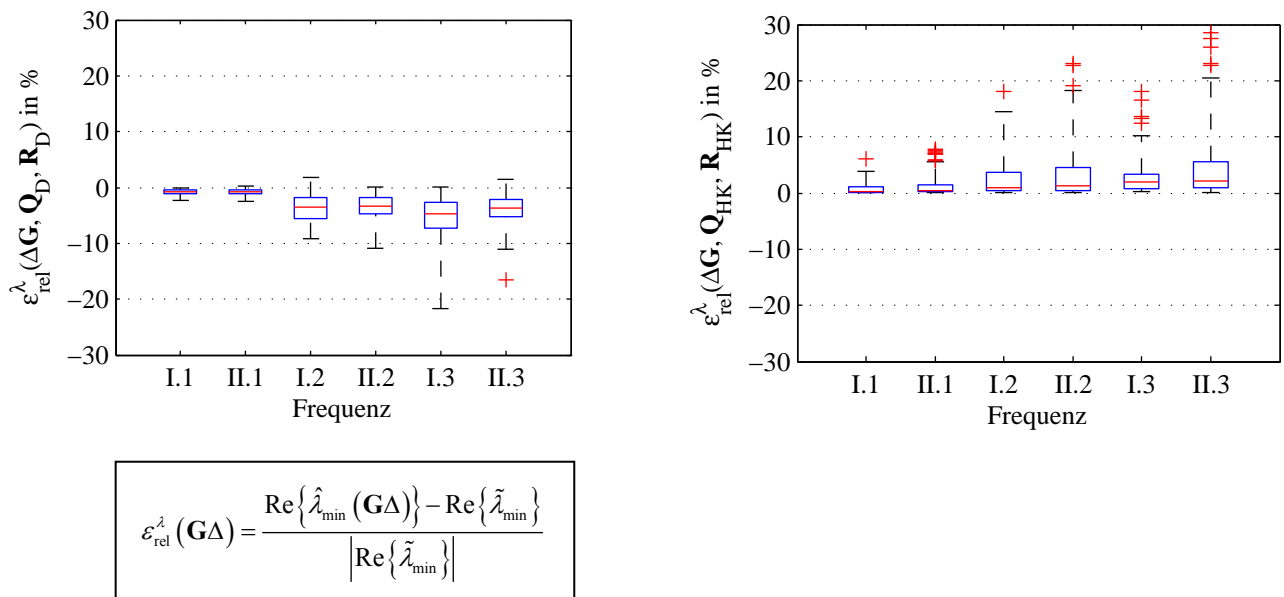 30
20
10
0
−10
−20
−30
ε^λ_rel(ΔG, Q_D, R_D) in %
I.1 II.1 I.2 II.2 I.3 II.3
Frequenz
30
20
10
0
−10
−20
−30
ε^λ_rel(ΔG, Q_HK, R_HK) in %
I.1 II.1 I.2 II.2 I.3 II.3
Frequenz
ε^λ_rel(GΔ) = (Re{λ̂_min(GΔ)} − Re{λ̃_min}) / |Re{λ̃_min}|